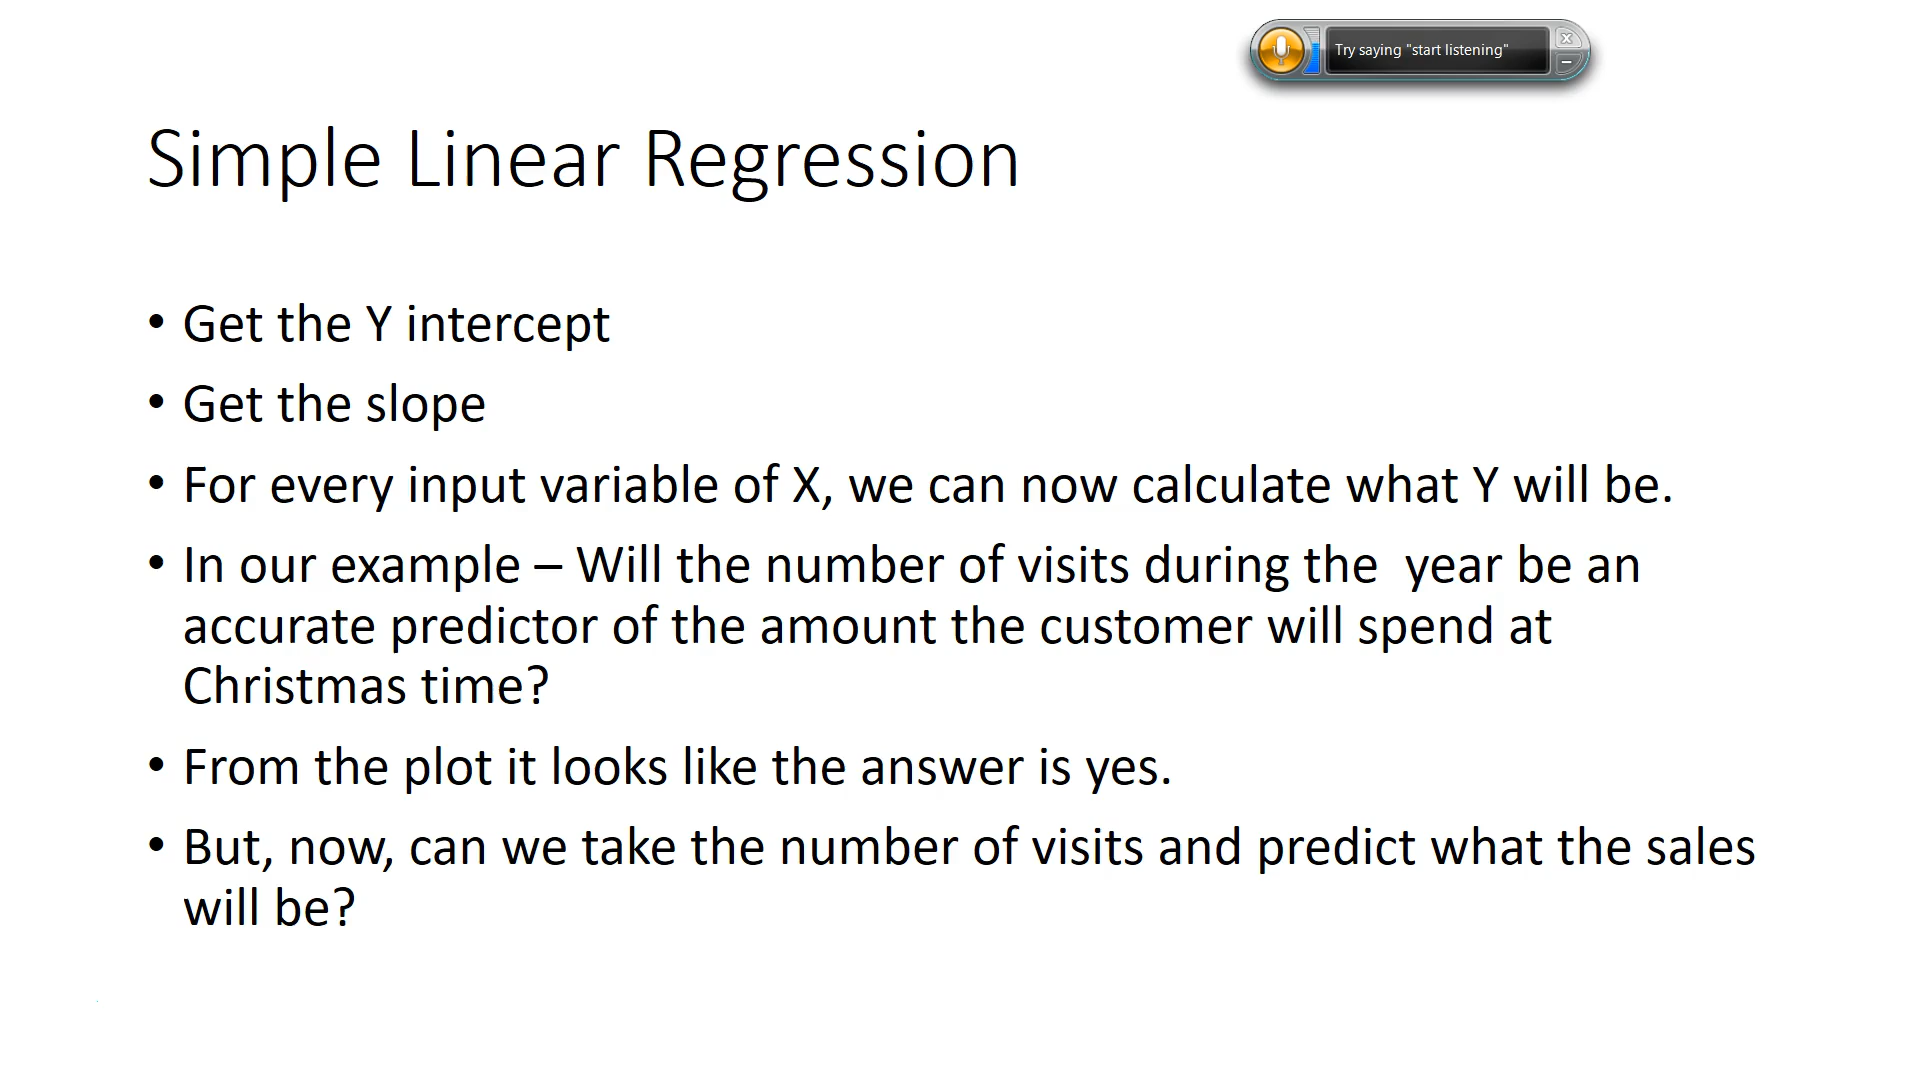 Try saying "start listening"
Simple Linear Regression
• Get the Y intercept
• Get the slope
• For every input variable of X, we can now calculate what Y will be.
• In our example – Will the number of visits during the  year be an
accurate predictor of the amount the customer will spend at
Christmas time?
• From the plot it looks like the answer is yes.
• But, now, can we take the number of visits and predict what the sales
will be?